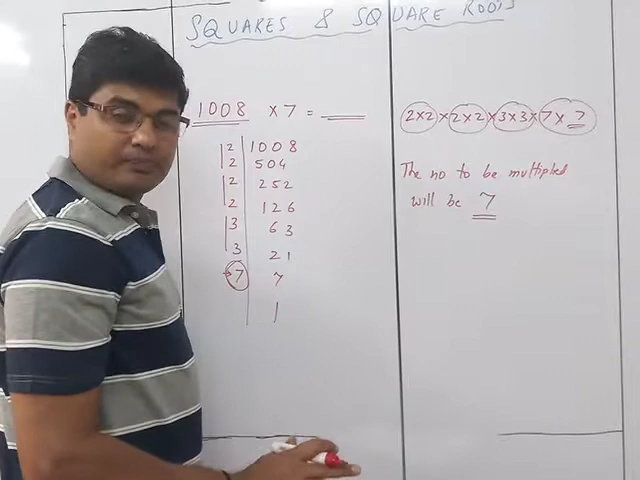 SQUARES & SQUARE ROOTS
1008 × 7 = ____
2 | 1008
2 | 504
2 | 252
2 | 126
3 | 63
3 | 21
→7 | 7
| 1
2×2×2×2×3×3×7×7
The no to be multipled
will be 7